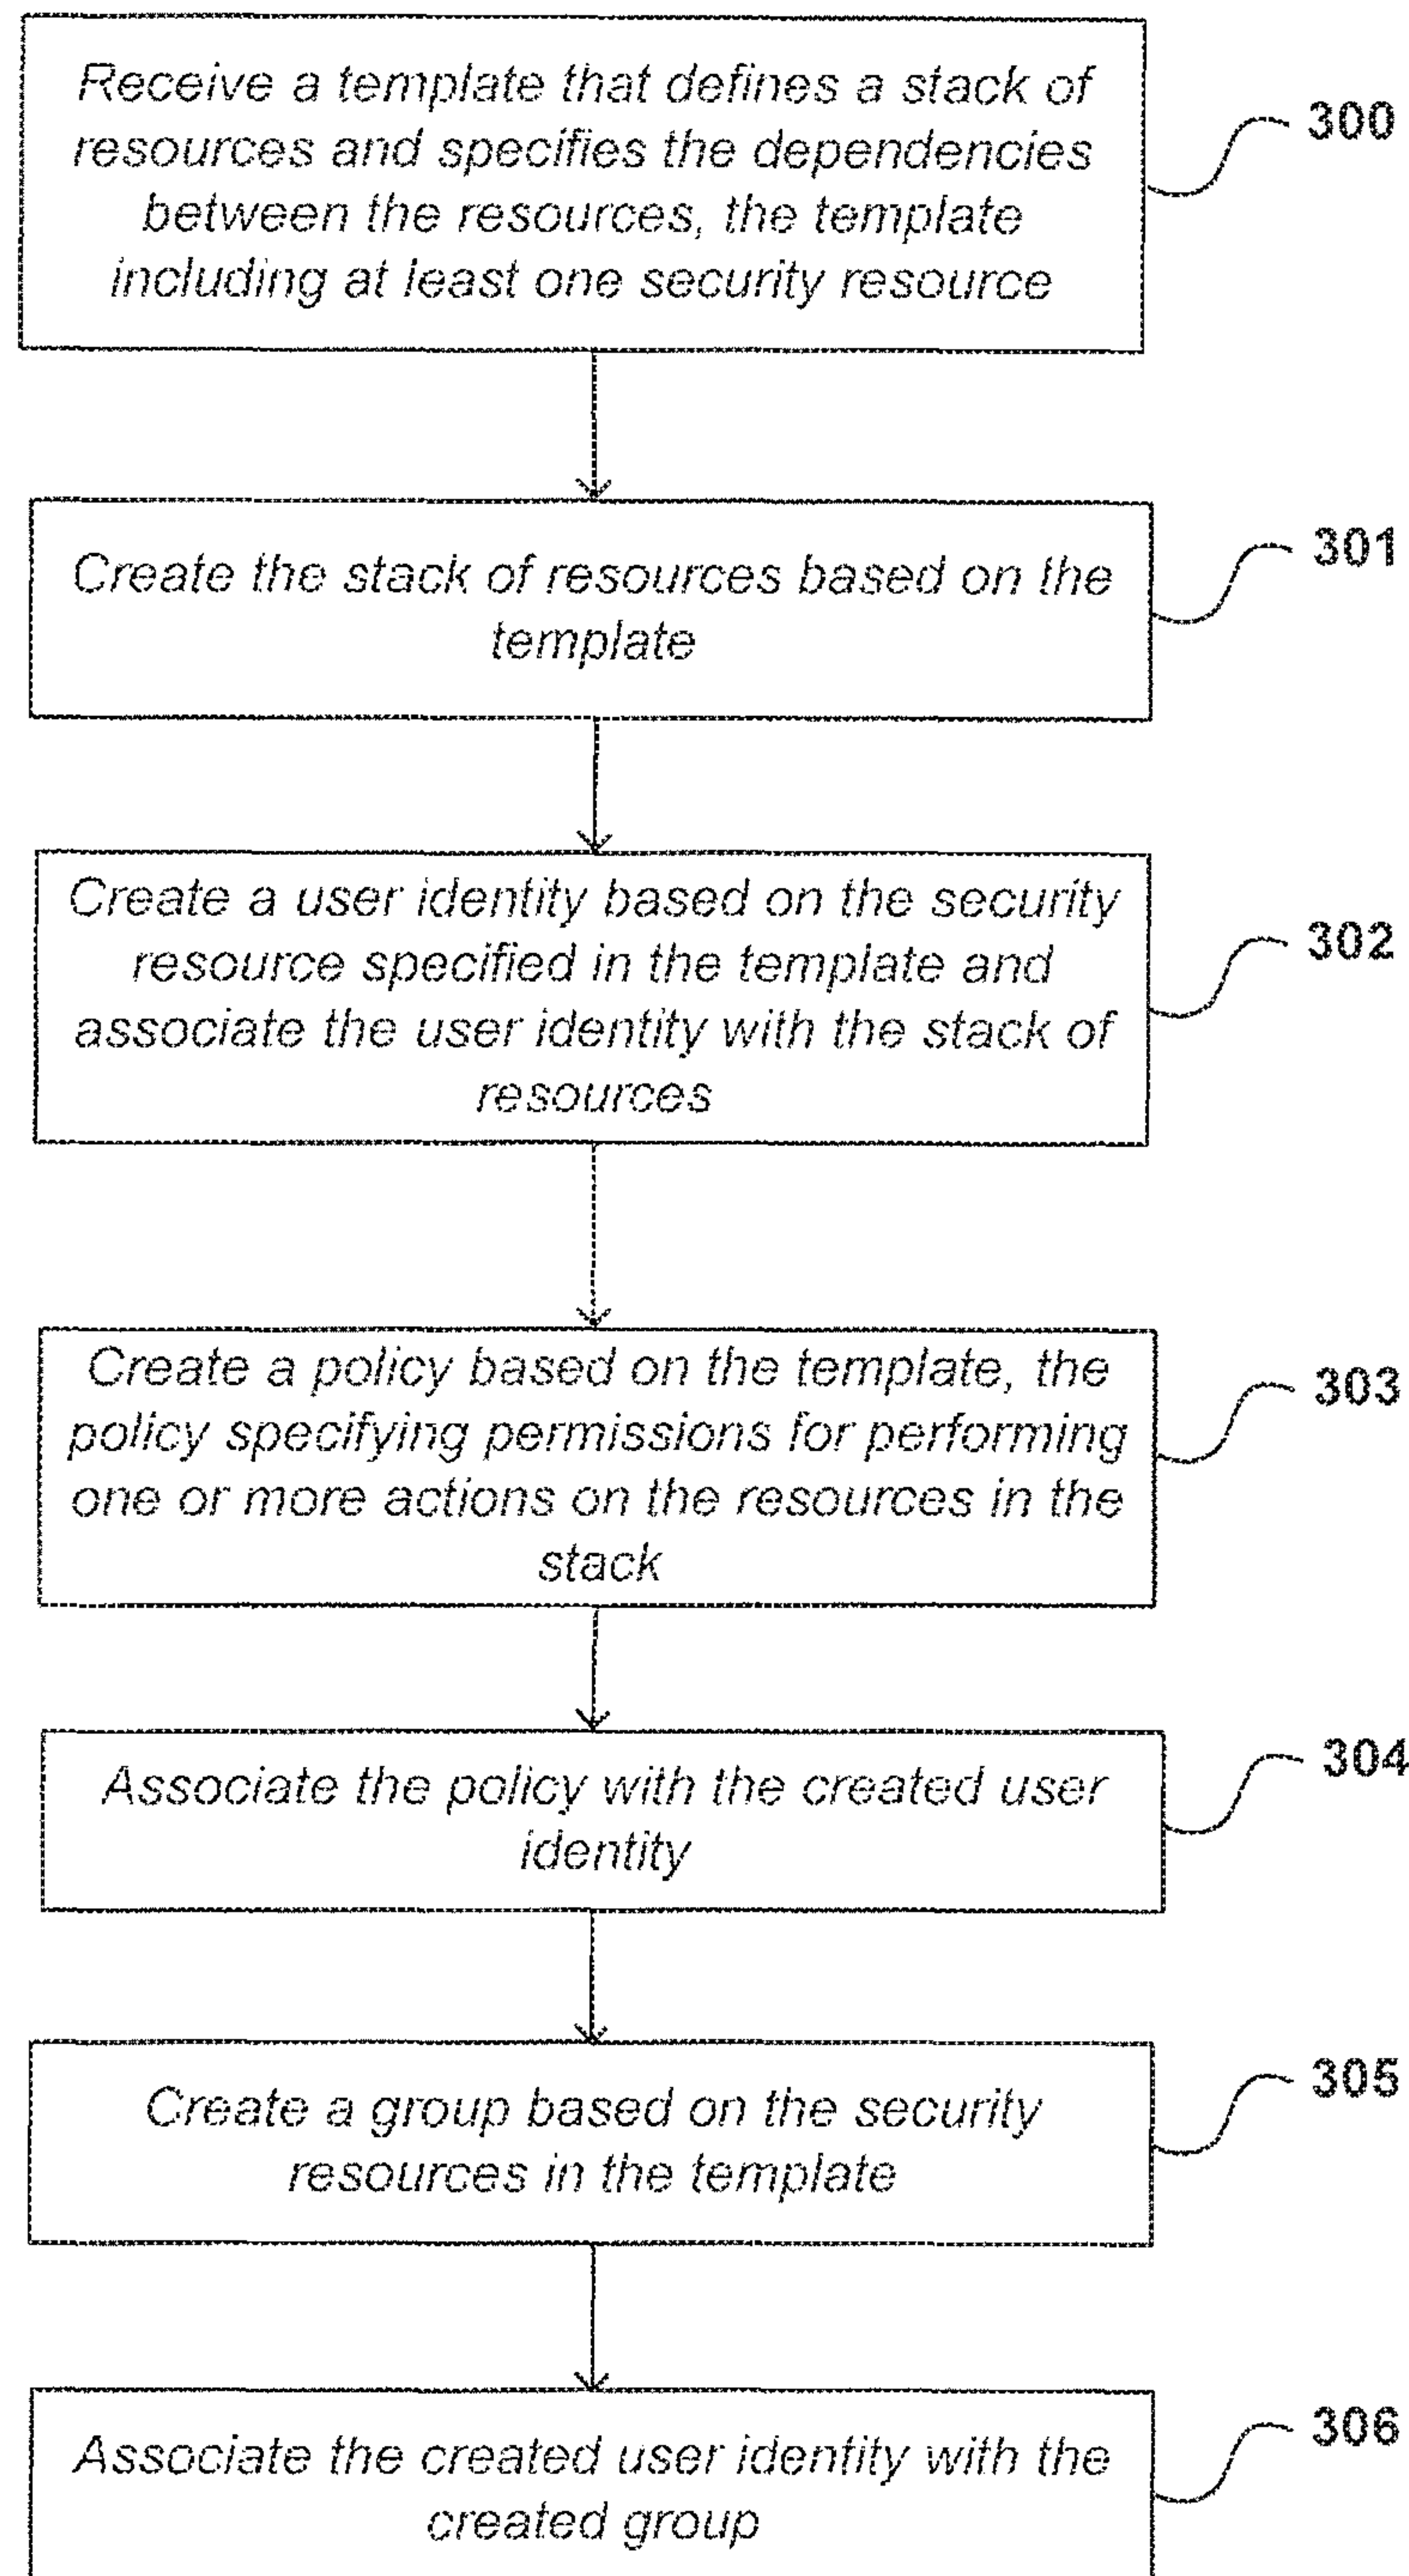 Receive a template that defines a stack of
resources and specifies the dependencies
between the resources, the template
including at least one security resource
300
Create the stack of resources based on the
template
301
Create a user identity based on the security
resource specified in the template and
associate the user identity with the stack of
resources
302
Create a policy based on the template, the
policy specifying permissions for performing
one or more actions on the resources in the
stack
303
Associate the policy with the created user
identity
304
Create a group based on the security
resources in the template
305
Associate the created user identity with the
created group
306